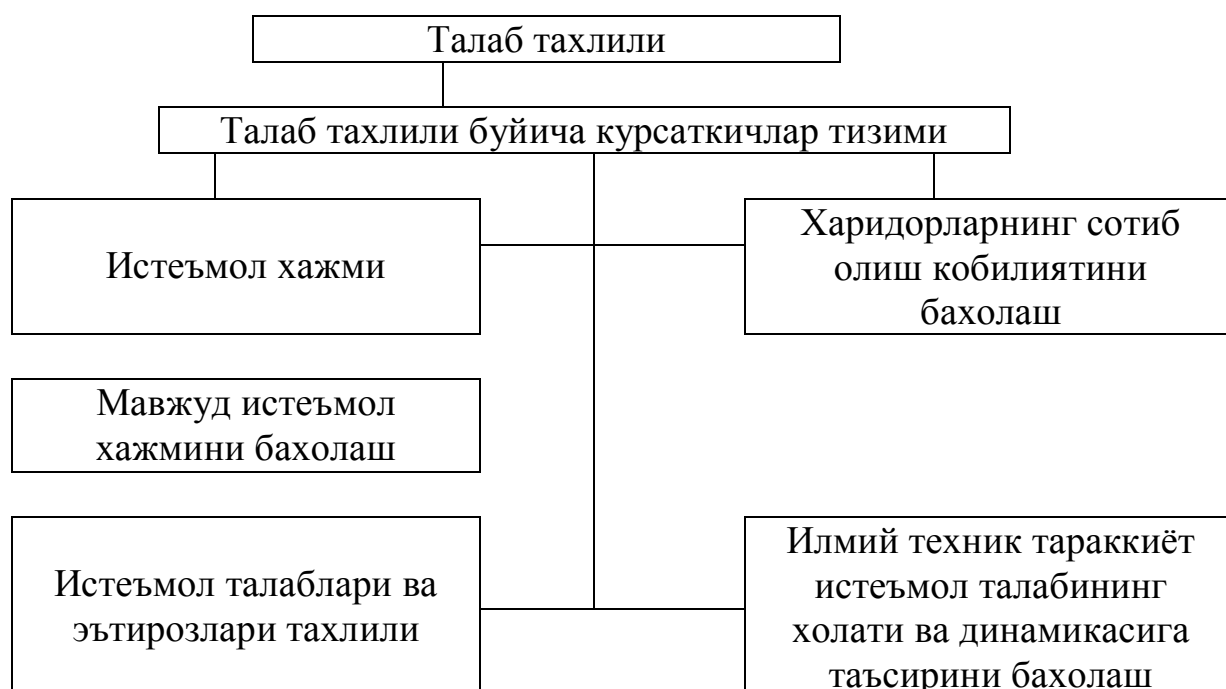 Талаб тахлили
Талаб тахлили буйича курсаткичлар тизими
Истеъмол хажми
Харидорларнинг сотиб
олиш кобилиятини
бахолаш
Мавжуд истеъмол
хажмини бахолаш
Истеъмол талаблари ва
эътирозлари тахлили
Илмий техник тараккиёт
истеъмол талабининг
холати ва динамикасига
таъсирини бахолаш